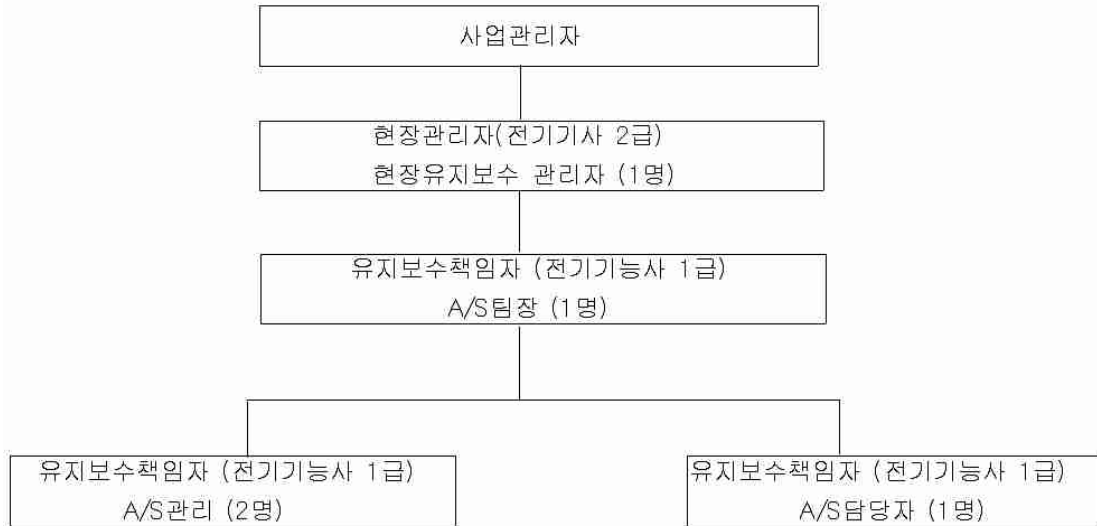 사업관리자
현장관리자(전기기사 2급)
현장유지보수 관리자 (1명)
유지보수책임자 (전기기능사 1급)
A/S팀장 (1명)
유지보수책임자 (전기기능사 1급)
A/S관리 (2명)
유지보수책임자 (전기기능사 1급)
A/S담당자 (1명)